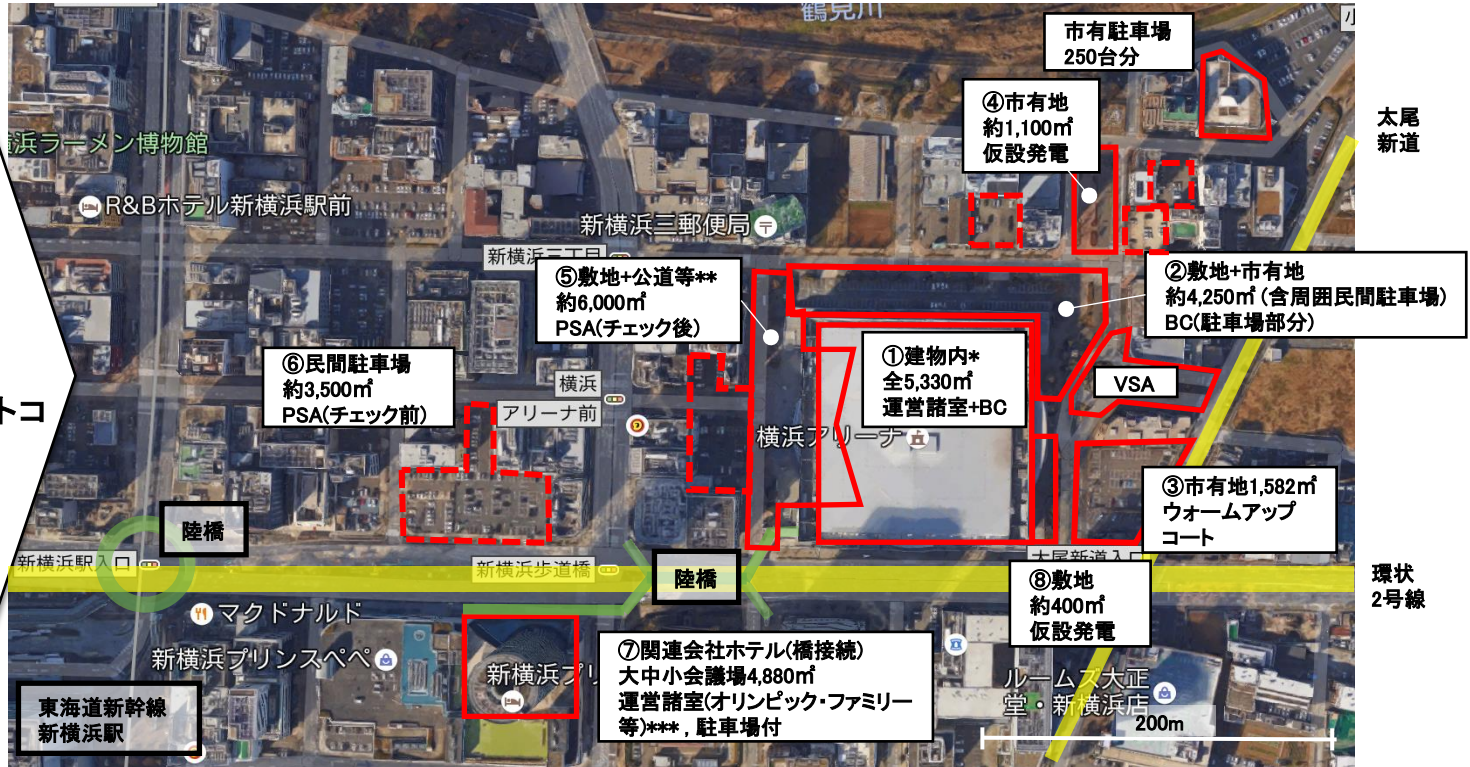 鶴見川
市有駐車場
250台分
小
④市有地
約1,100㎡
仮設発電
太尾
新道
浜ラーメン博物館
R&Bホテル新横浜駅前
新横浜三郵便局
新横浜三丁目
⑤敷地+公道等**
約6,000㎡
PSA(チェック後)
②敷地+市有地
約4,250㎡(含周囲民間駐車場)
BC(駐車場部分)
⑥民間駐車場
約3,500㎡
PSA(チェック前)
①建物内*
全5,330㎡
運営諸室+BC
VSA
横浜
アリーナ前
トコ
横浜アリーナ
③市有地1,582㎡
ウォームアップ
コート
陸橋
新横浜駅入口
新横浜歩道橋
陸橋
太尾新道入口
環状
2号線
⑧敷地
約400㎡
仮設発電
マクドナルド
新横浜プリンスペペ
新横浜プリ
⑦関連会社ホテル(橋接続)
大中小会議場4,880㎡
運営諸室(オリンピック・ファミリー
等)***, 駐車場付
ルームズ大正
堂・新横浜店
東海道新幹線
新横浜駅
200m